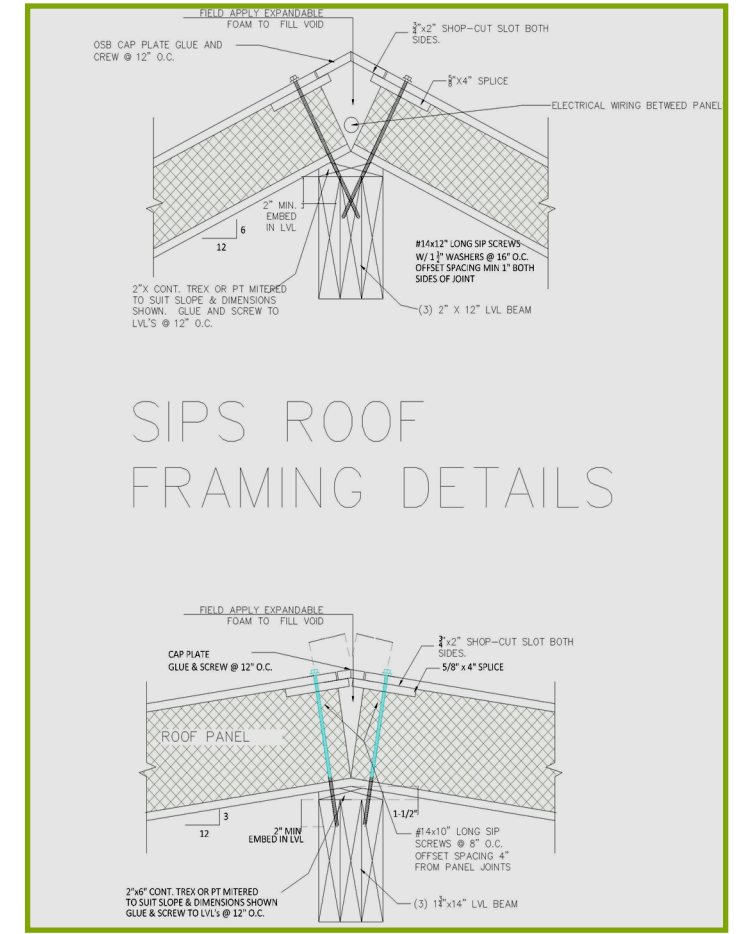 FIELD APPLY EXPANDABLE
FOAM TO FILL VOID
3/4"x2" SHOP-CUT SLOT BOTH
SIDES.
OSB CAP PLATE GLUE AND
CREW @ 12" O.C.
5/8"X4" SPLICE
ELECTRICAL WIRING BETWEED PANEL
2" MIN.
EMBED
IN LVL
6
12
#14x12" LONG SIP SCREWS
W/ 1 1/2" WASHERS @ 16" O.C.
OFFSET SPACING MIN 1" BOTH
SIDES OF JOINT
2"X CONT. TREX OR PT MITERED
TO SUIT SLOPE & DIMENSIONS
SHOWN. GLUE AND SCREW TO
LVL'S @ 12" O.C.
(3) 2" X 12" LVL BEAM
SIPS ROOF
FRAMING DETAILS
FIELD APPLY EXPANDABLE
FOAM TO FILL VOID
3/4"x2" SHOP-CUT SLOT BOTH
SIDES.
CAP PLATE
GLUE & SCREW @ 12" O.C.
5/8" x 4" SPLICE
ROOF PANEL
3
12
2" MIN
EMBED IN LVL
1-1/2"
#14x10" LONG SIP
SCREWS @ 8" O.C.
OFFSET SPACING 4"
FROM PANEL JOINTS
2"x6" CONT. TREX OR PT MITERED
TO SUIT SLOPE & DIMENSIONS SHOWN
GLUE & SCREW TO LVL's @ 12" O.C.
(3) 1 3/4"x14" LVL BEAM